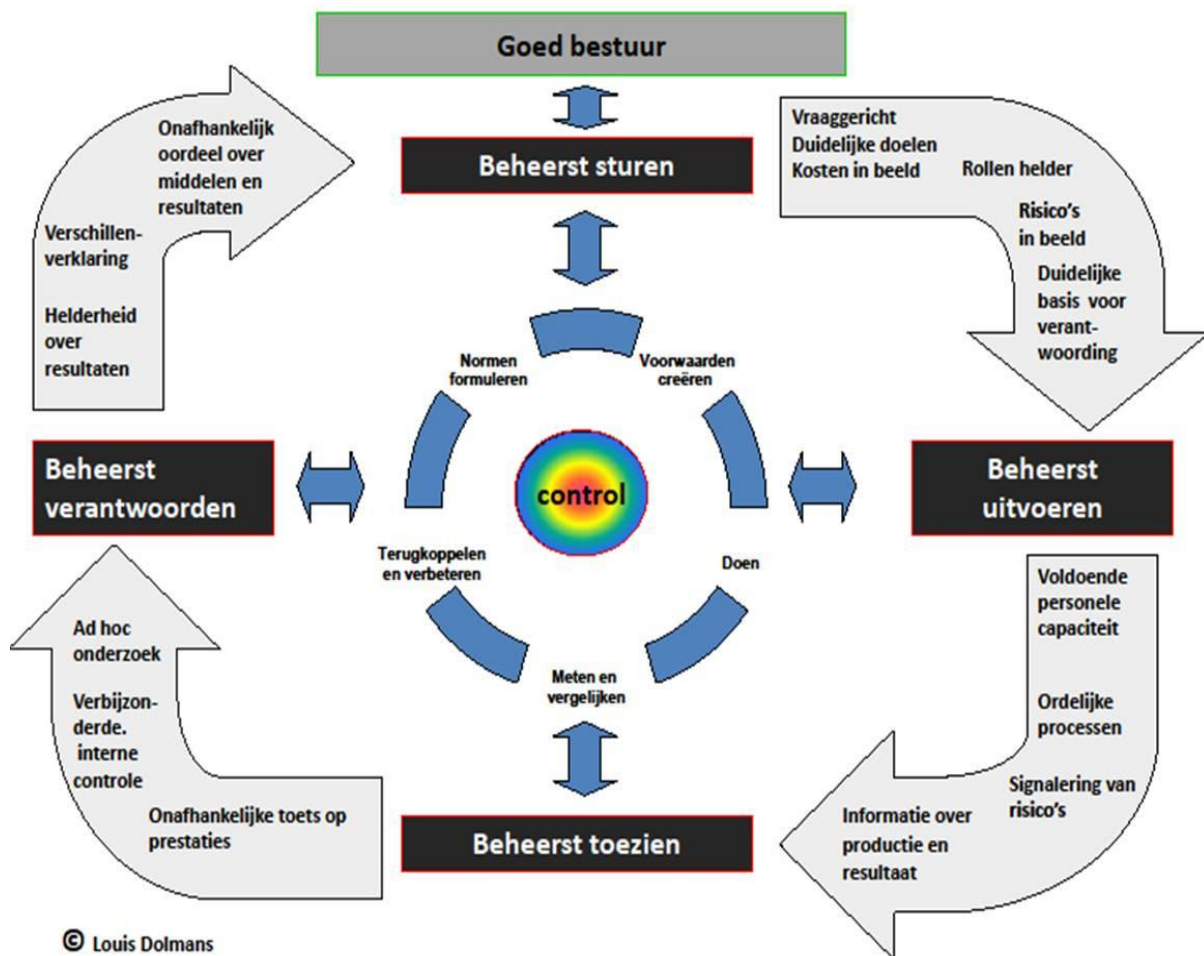 Goed bestuur
Beheerst sturen
Onafhankelijk
oordeel over
middelen en
resultaten
Verschillen-
verklaring
Helderheid
over
resultaten
Vraaggericht
Duidelijke doelen
Kosten in beeld
Rollen helder
Risico's
in beeld
Duidelijke
basis voor
verant-
woording
Normen
formuleren
Voorwaarden
creëren
Beheerst
verantwoorden
control
Beheerst
uitvoeren
Terugkoppelen
en verbeteren
Doen
Meten en
vergelijken
Voldoende
personele
capaciteit
Ordelijke
processen
Signalering van
risico's
Informatie over
productie en
resultaat
Beheerst toezien
Ad hoc
onderzoek
Verbijzon-
derde.
interne
controle
Onafhankelijke toets op
prestaties
© Louis Dolmans